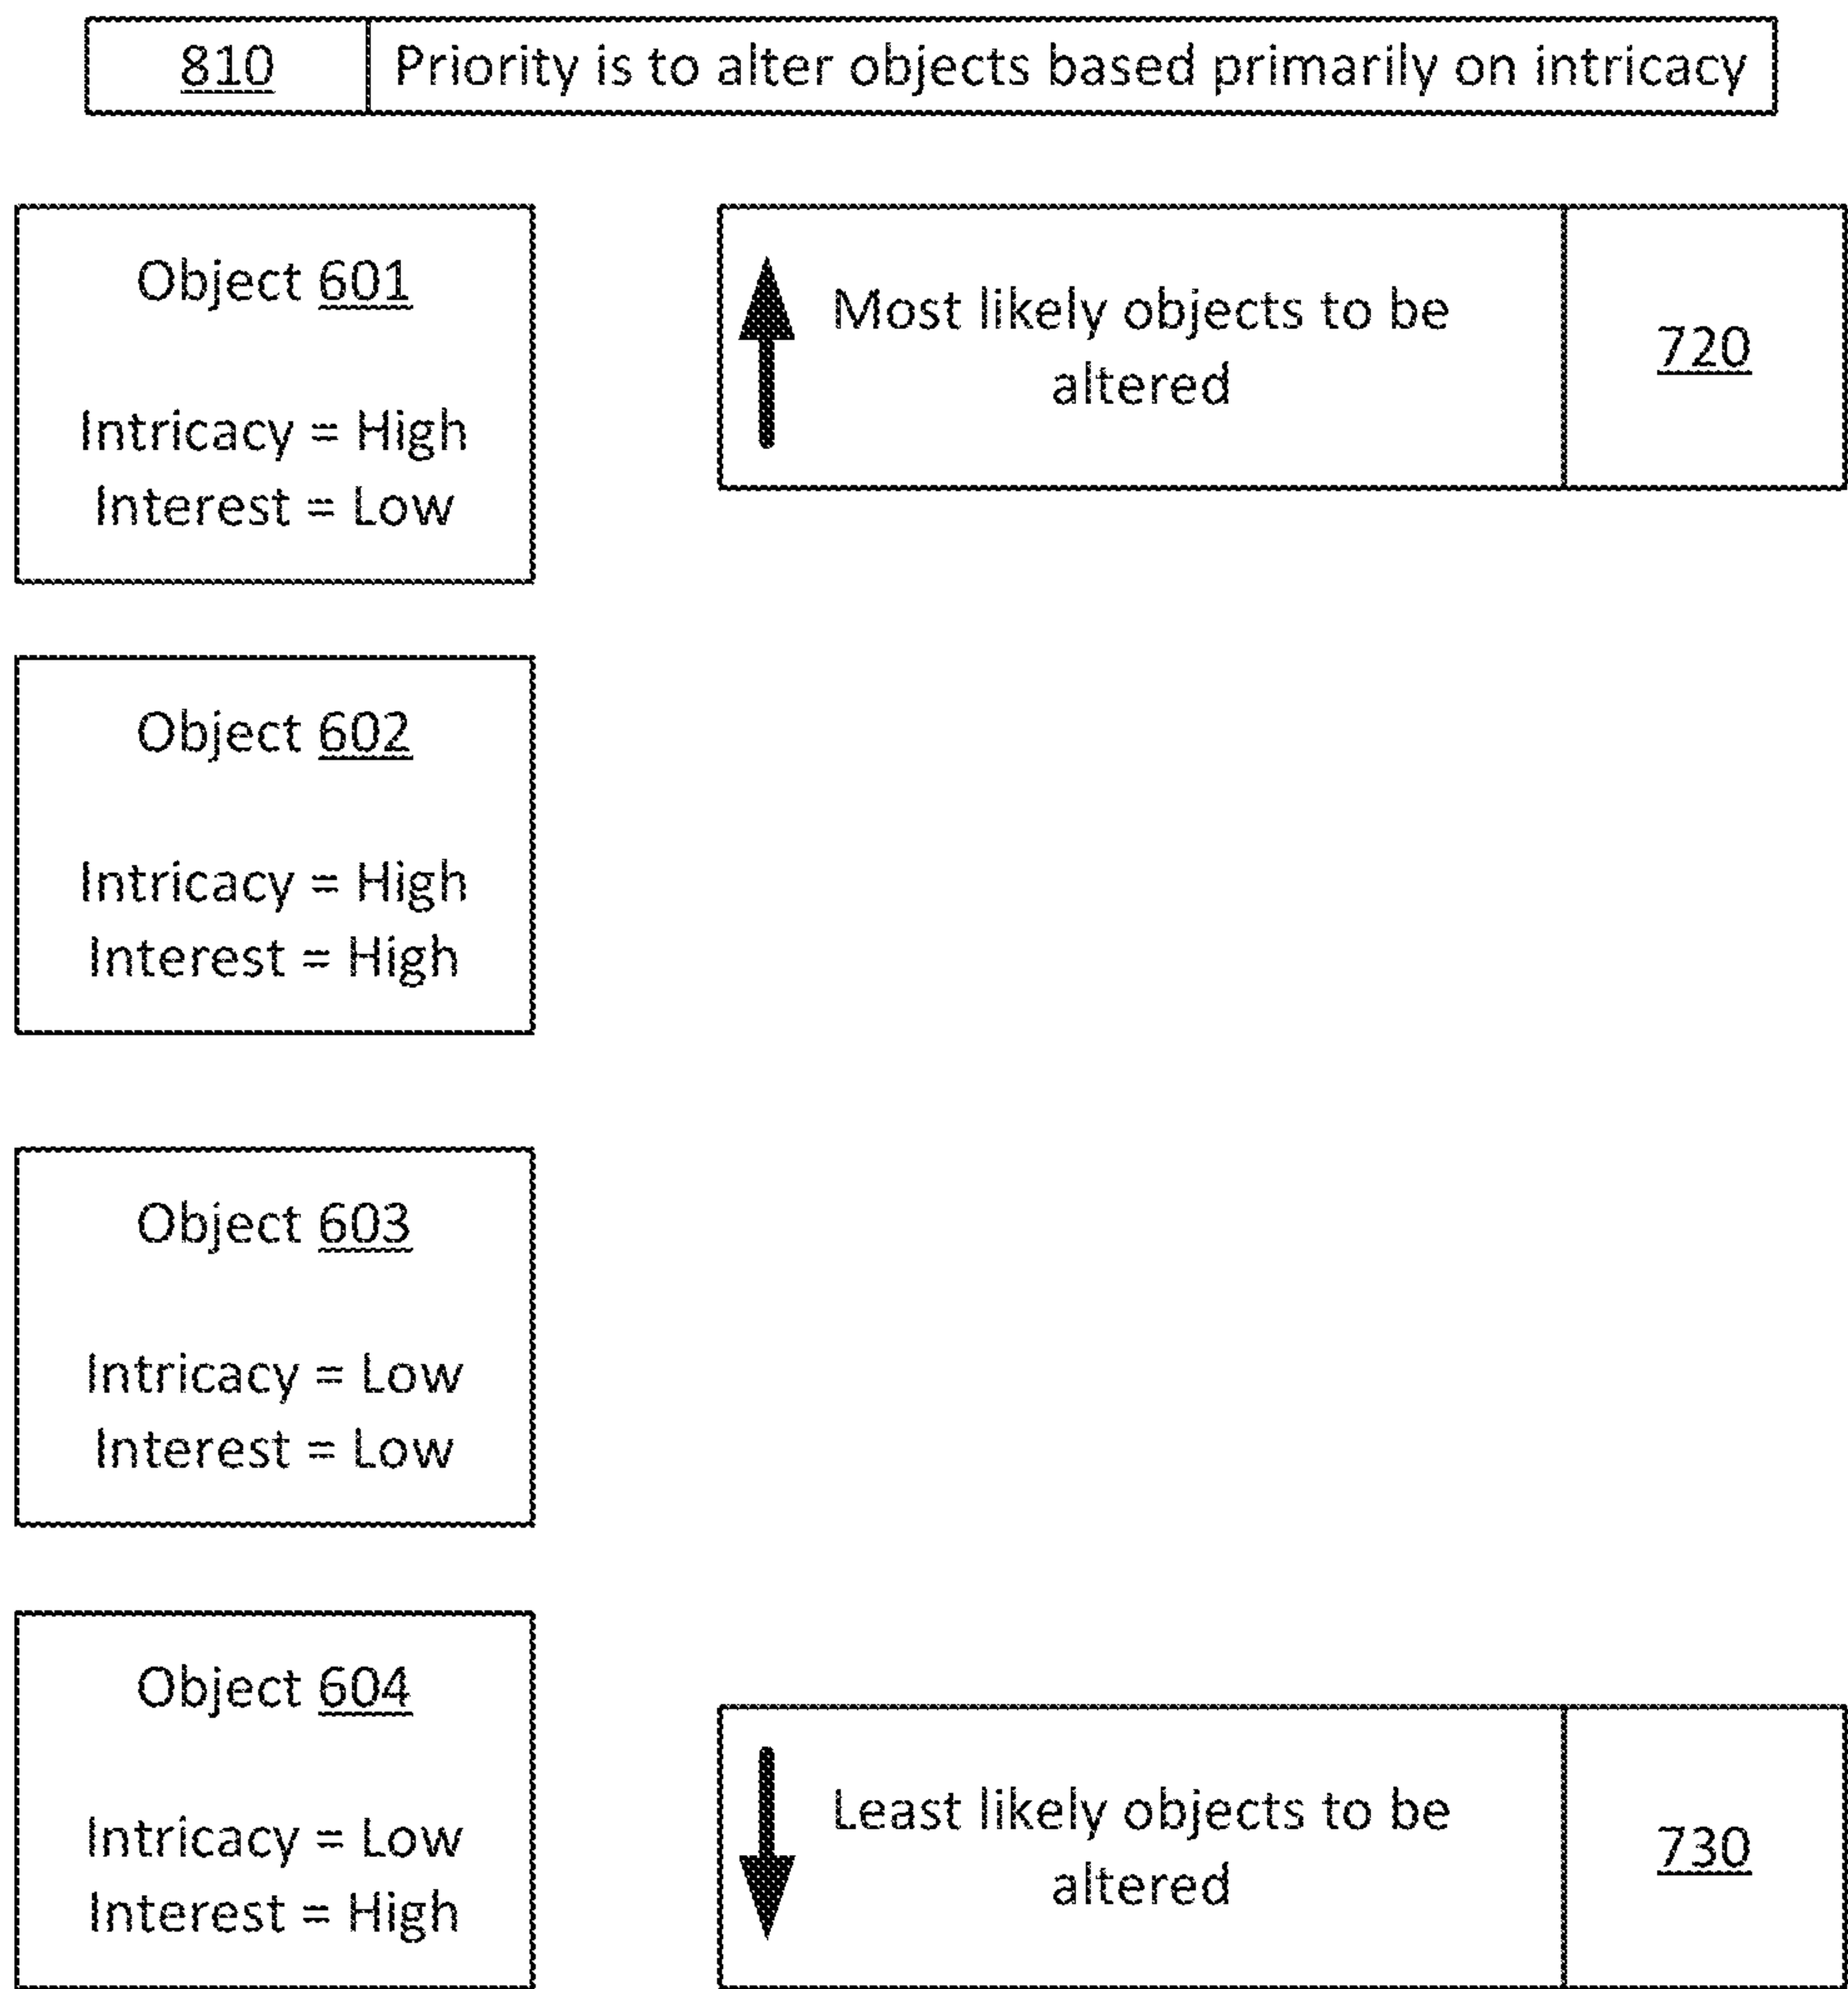 810 Priority is to alter objects based primarily on intricacy
Object 601
Intricacy = High
Interest = Low
Most likely objects to be
altered
720
Object 602
Intricacy = High
Interest = High
Object 603
Intricacy = Low
Interest = Low
Object 604
Intricacy = Low
Interest = High
Least likely objects to be
altered
730